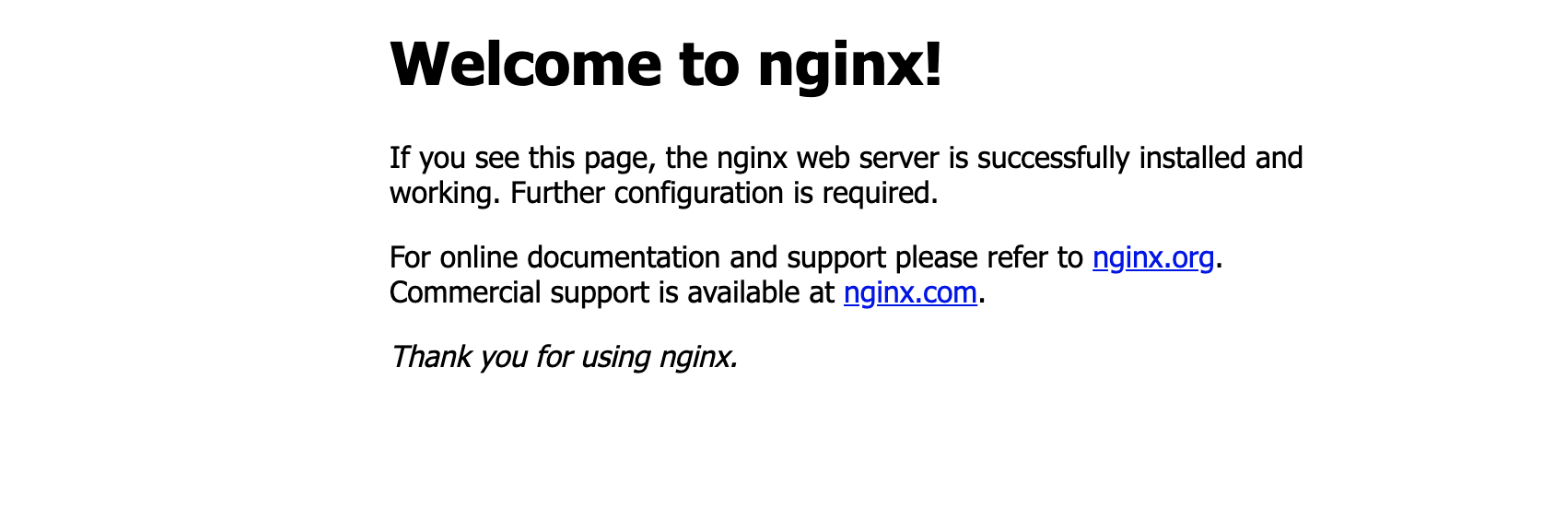 Welcome to nginx!
If you see this page, the nginx web server is successfully installed and
working. Further configuration is required.
For online documentation and support please refer to nginx.org.
Commercial support is available at nginx.com.
Thank you for using nginx.